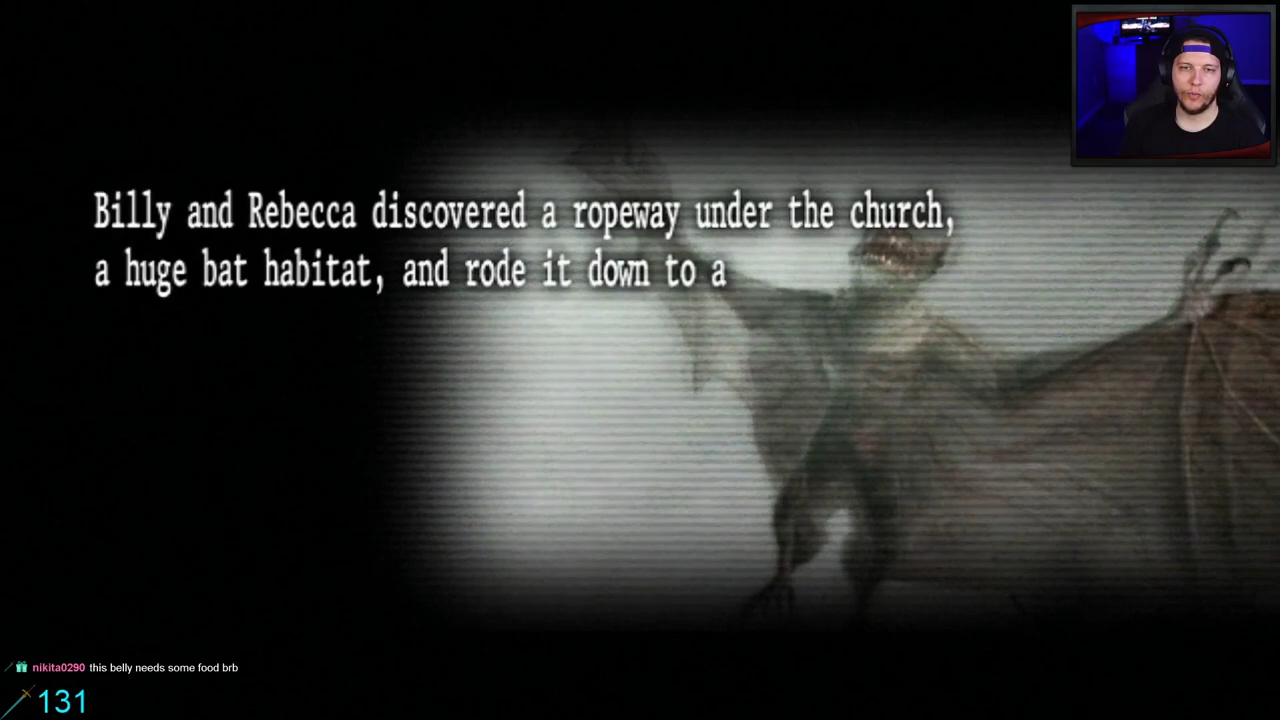 Billy and Rebecca discovered a ropeway under the church,
a huge bat habitat, and rode it down to a
nikita0290 this belly needs some food brb
131